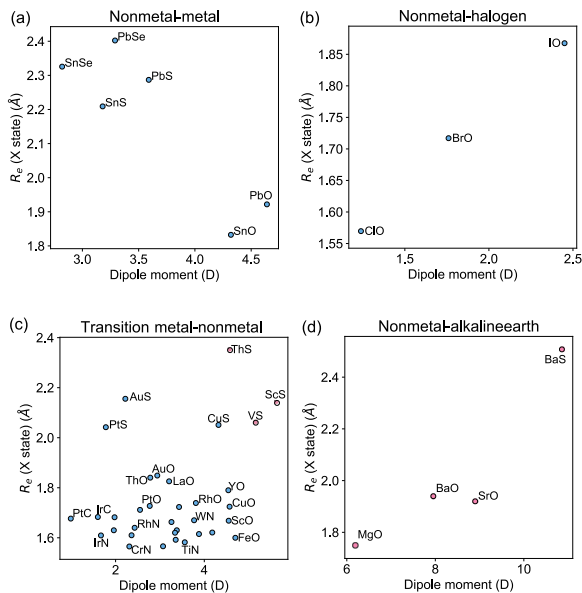 (a)
Nonmetal-metal
2.4
2.3
2.2
2.1
2.0
1.9
1.8
Rₑ (X state) (Å)
PbSe
SnSe
PbS
SnS
PbO
SnO
3.0 3.5 4.0 4.5
Dipole moment (D)
(b)
Nonmetal-halogen
1.85
1.80
1.75
1.70
1.65
1.60
1.55
Rₑ (X state) (Å)
IO
BrO
ClO
1.5 2.0 2.5
Dipole moment (D)
(c)
Transition metal-nonmetal
2.4
2.2
2.0
1.8
1.6
Rₑ (X state) (Å)
ThS
AuS
ScS
PtS
CuS
VS
AuO
ThO
LaO
YO
PtO
RhO
CuO
PtC
IrC
WN
RhN
ScO
IrN
CrN
TiN
FeO
2 4
Dipole moment (D)
(d)
Nonmetal-alkalineearth
2.4
2.2
2.0
1.8
Rₑ (X state) (Å)
BaS
BaO
SrO
MgO
6 8 10
Dipole moment (D)